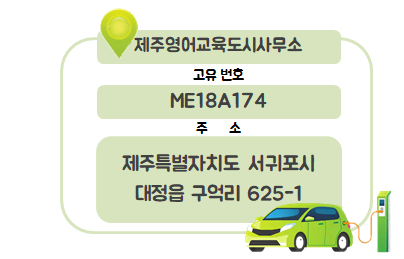 제주영어교육도시사무소
고유 번호
ME18A174
주 소
제주특별자치도 서귀포시
대정읍 구억리 625-1